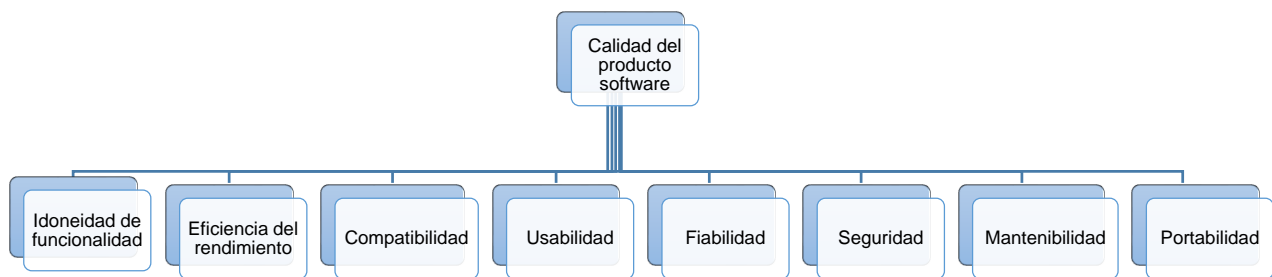 Calidad del
producto
software
Idoneidad de
funcionalidad
Eficiencia del
rendimiento
Compatibilidad
Usabilidad
Fiabilidad
Seguridad
Mantenibilidad
Portabilidad